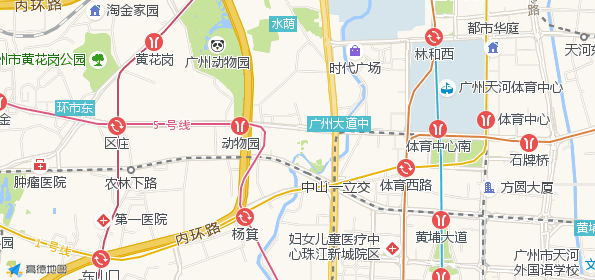 内环路
淘金家园
水荫
都市华庭
路
黄花岗
林和西
天河东
州市黄花岗公园
广州动物园
时代广场
广州天河体育中心
环市东
金
5号线
广州大道中
体育中心
区庄
动物园
体育中心南
石牌桥
肿瘤医院
农林下路
中山一立交
体育西路
方圆大厦
第一医院
杨箕
内环路
妇女儿童医疗中
心珠江新城院区
黄埔大道
黄埔
园
1号线
东山口
高德地图
广州市天河
外国语学校